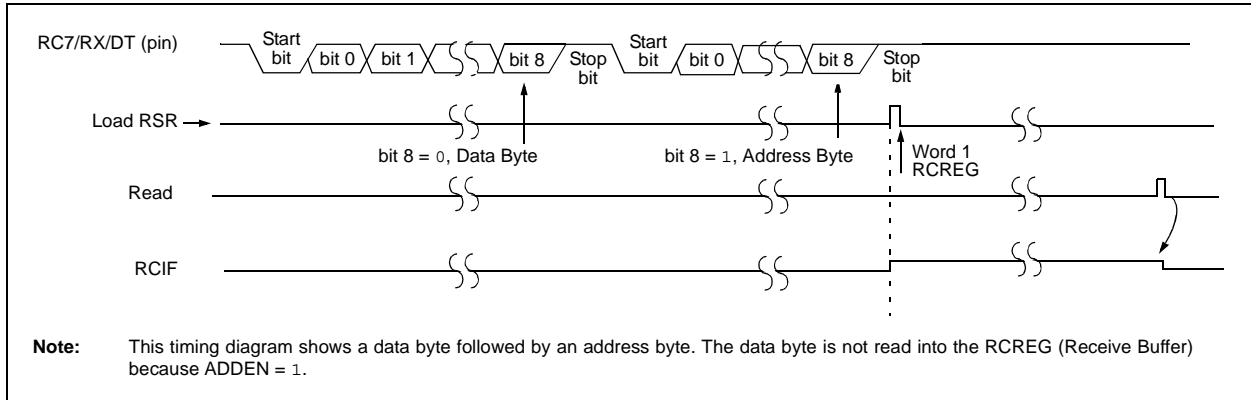 RC7/RX/DT (pin)
Start
bit
bit 0
bit 1
bit 8
Stop
bit
Start
bit
bit 0
bit 8
Stop
bit
Load RSR
bit 8 = 0, Data Byte
bit 8 = 1, Address Byte
Word 1
RCREG
Read
RCIF
Note: This timing diagram shows a data byte followed by an address byte. The data byte is not read into the RCREG (Receive Buffer)
because ADDEN = 1.